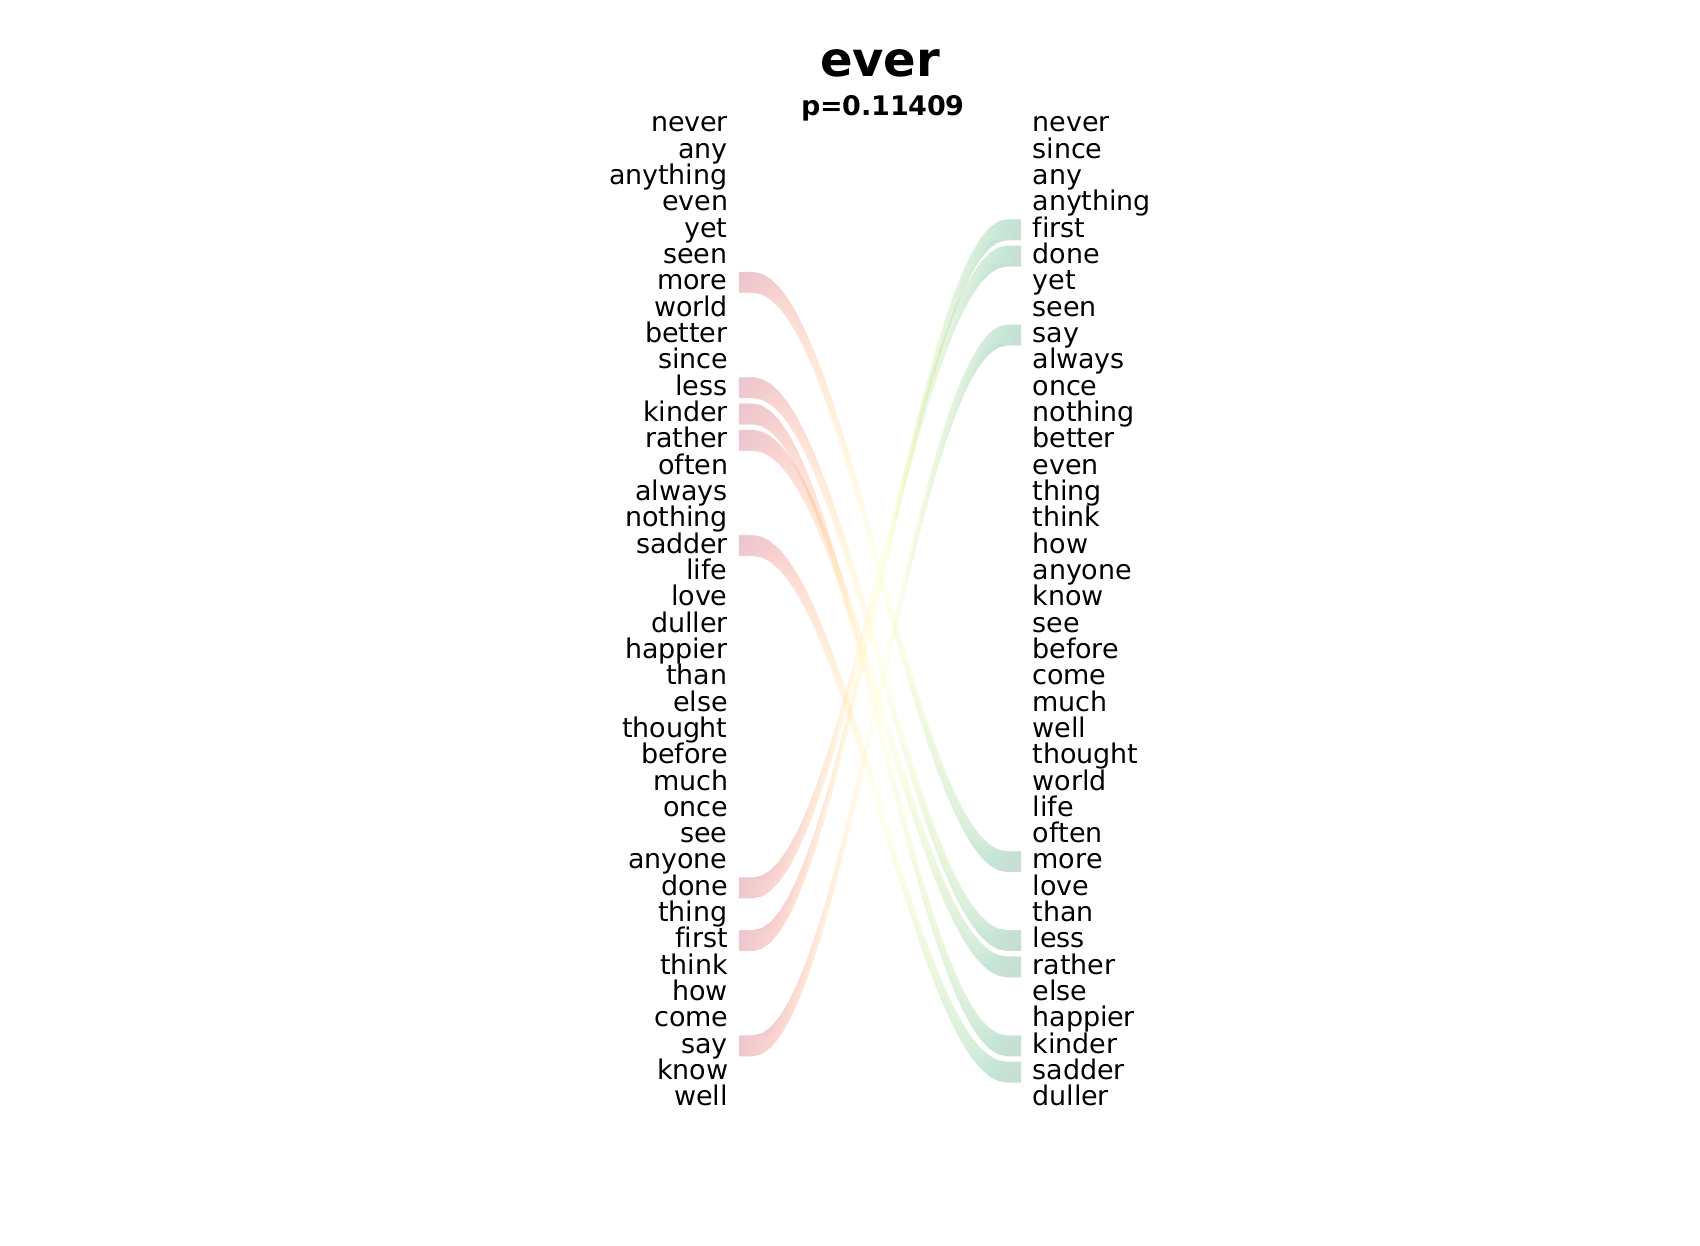 ever
p=0.11409
never never
any since
anything any
even anything
yet first
seen done
more yet
world seen
better say
since always
less once
kinder nothing
rather better
often even
always thing
nothing think
sadder how
life anyone
love know
duller see
happier before
than come
else much
thought well
before thought
much world
once life
see often
anyone more
done love
thing than
first less
think rather
how else
come happier
say kinder
know sadder
well duller